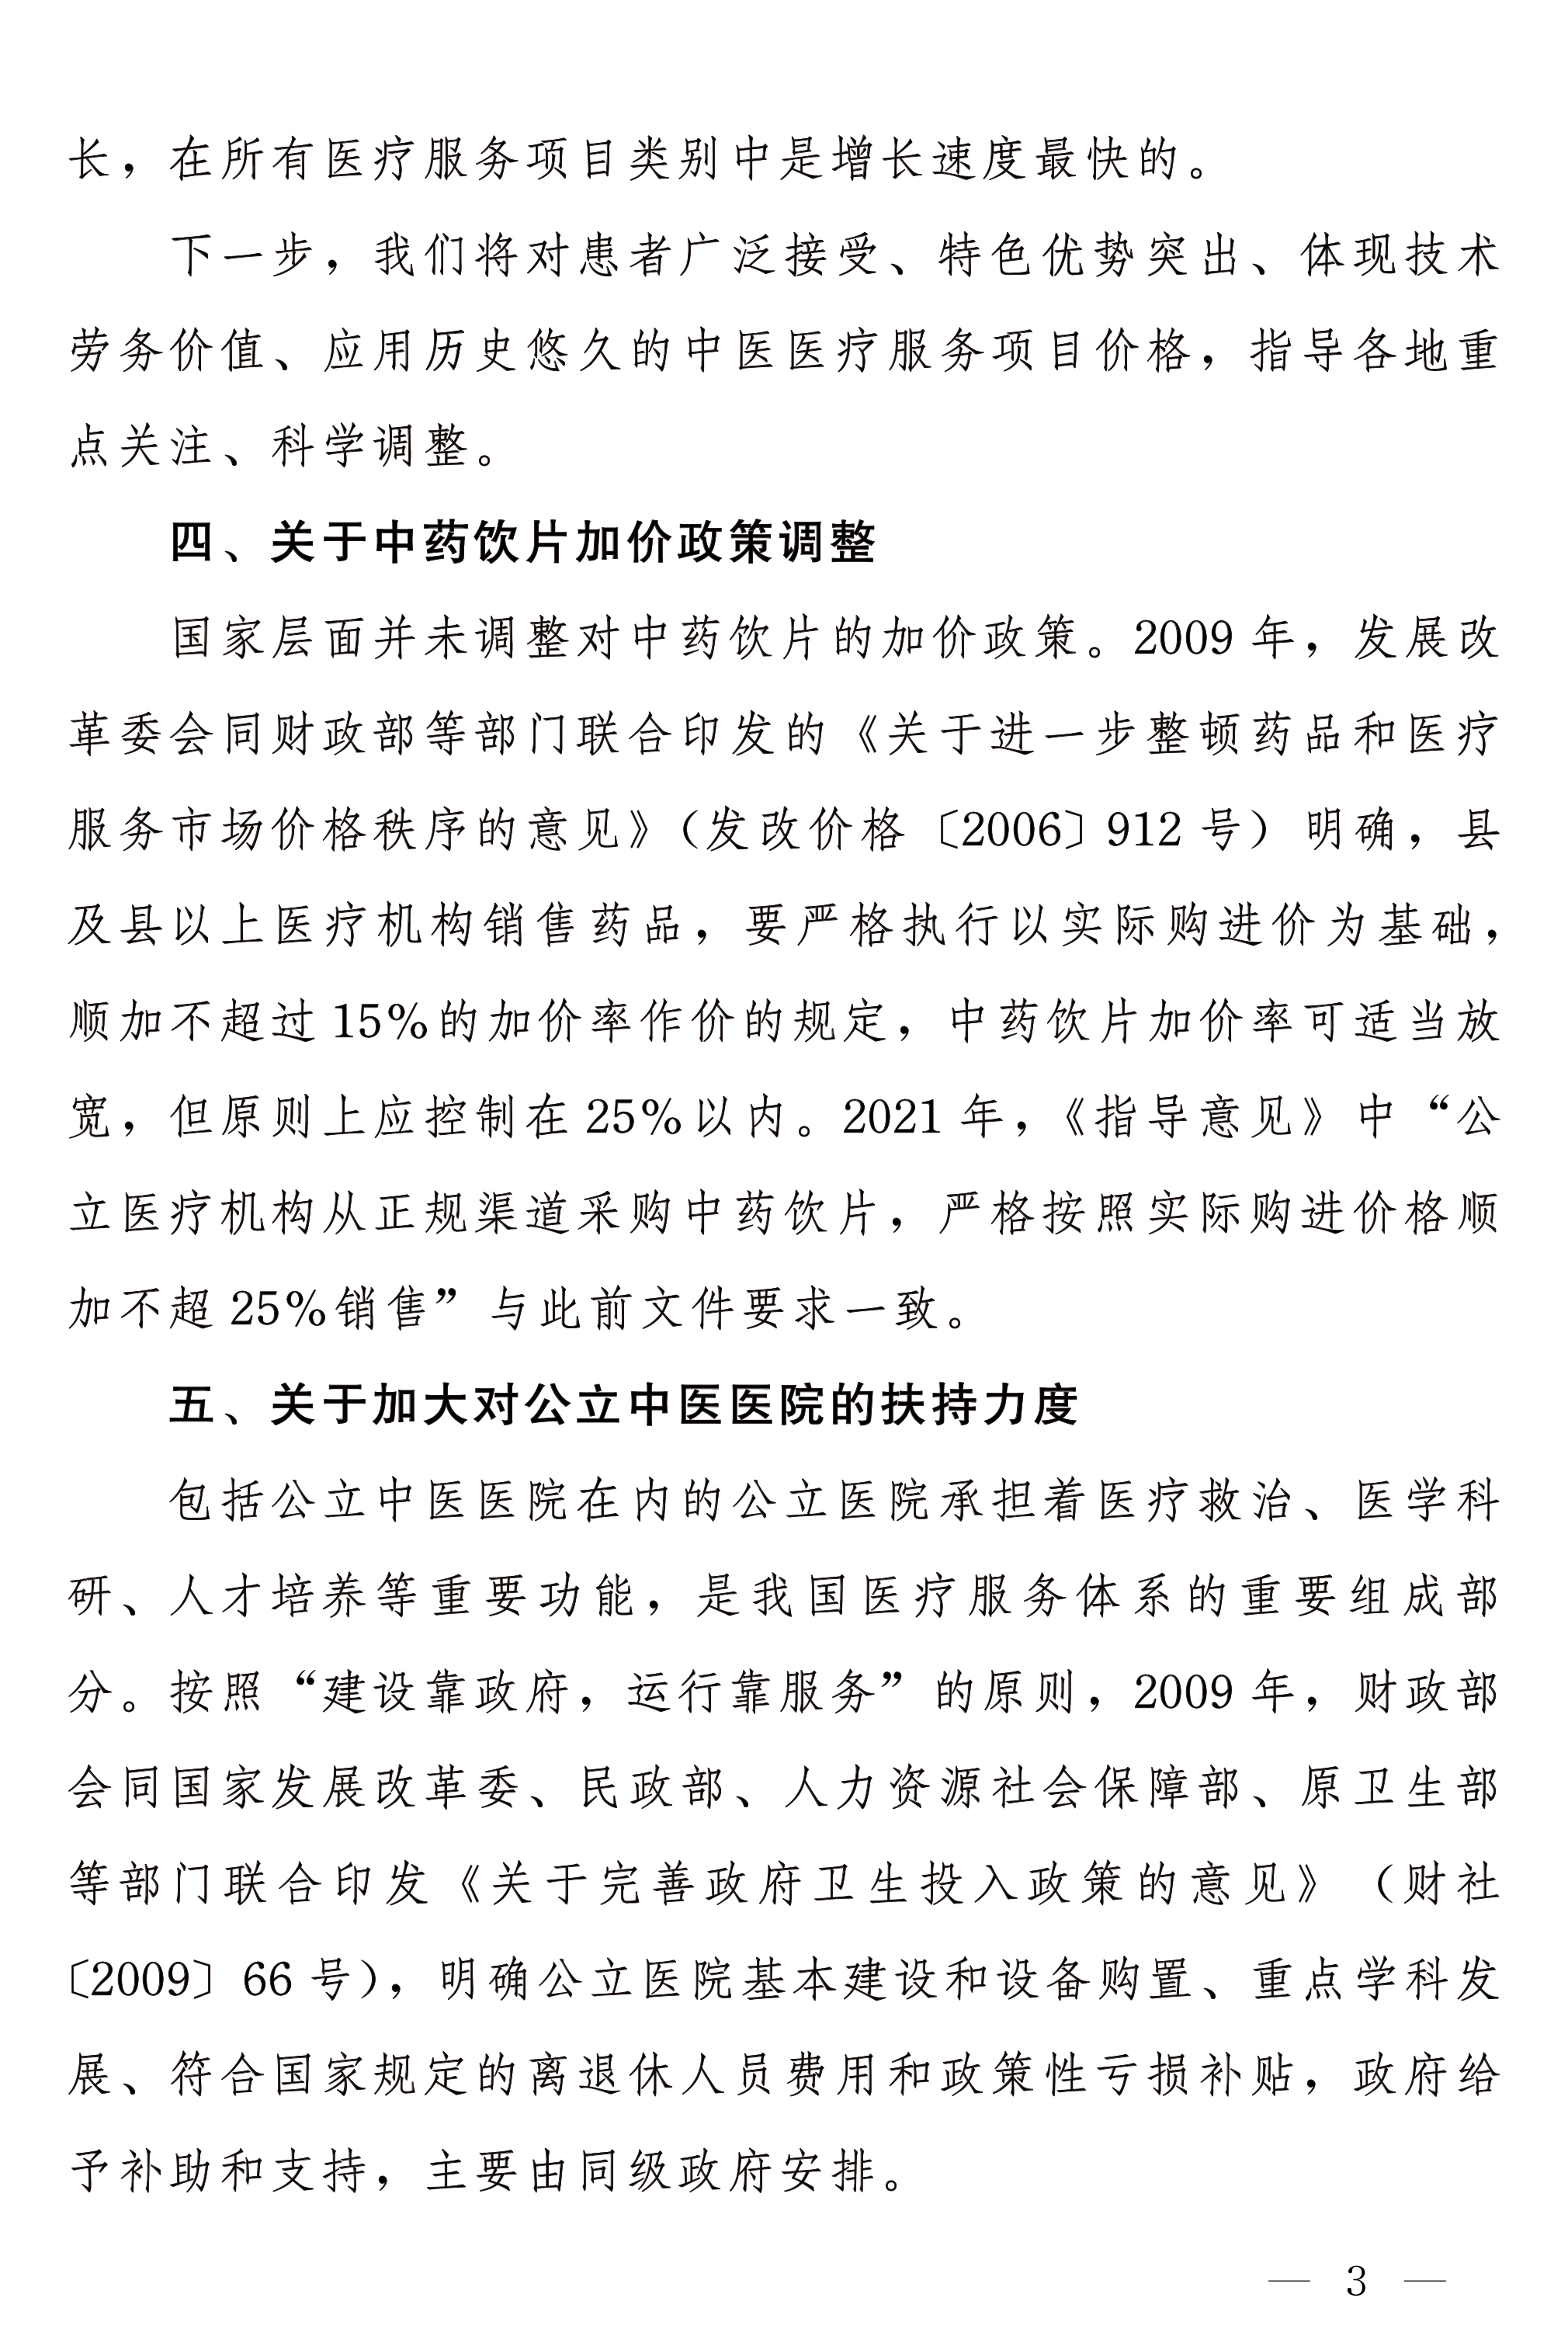 长，在所有医疗服务项目类别中是增长速度最快的。
下一步，我们将对患者广泛接受、特色优势突出、体现技术
劳务价值、应用历史悠久的中医医疗服务项目价格，指导各地重
点关注、科学调整。
四、关于中药饮片加价政策调整
国家层面并未调整对中药饮片的加价政策。2009 年，发展改
革委会同财政部等部门联合印发的《关于进一步整顿药品和医疗
服务市场价格秩序的意见》（发改价格〔2006〕912 号）明确，县
及县以上医疗机构销售药品，要严格执行以实际购进价为基础，
顺加不超过 15%的加价率作价的规定，中药饮片加价率可适当放
宽，但原则上应控制在 25%以内。2021 年，《指导意见》中“公
立医疗机构从正规渠道采购中药饮片，严格按照实际购进价格顺
加不超 25%销售”与此前文件要求一致。
五、关于加大对公立中医医院的扶持力度
包括公立中医医院在内的公立医院承担着医疗救治、医学科
研、人才培养等重要功能，是我国医疗服务体系的重要组成部
分。按照“建设靠政府，运行靠服务”的原则，2009 年，财政部
会同国家发展改革委、民政部、人力资源社会保障部、原卫生部
等部门联合印发《关于完善政府卫生投入政策的意见》（财社
〔2009〕66 号），明确公立医院基本建设和设备购置、重点学科发
展、符合国家规定的离退休人员费用和政策性亏损补贴，政府给
予补助和支持，主要由同级政府安排。
— 3 —